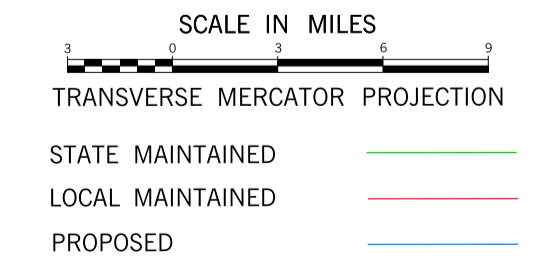 SCALE IN MILES
3 0 3 6 9
TRANSVERSE MERCATOR PROJECTION
STATE MAINTAINED
LOCAL MAINTAINED
PROPOSED